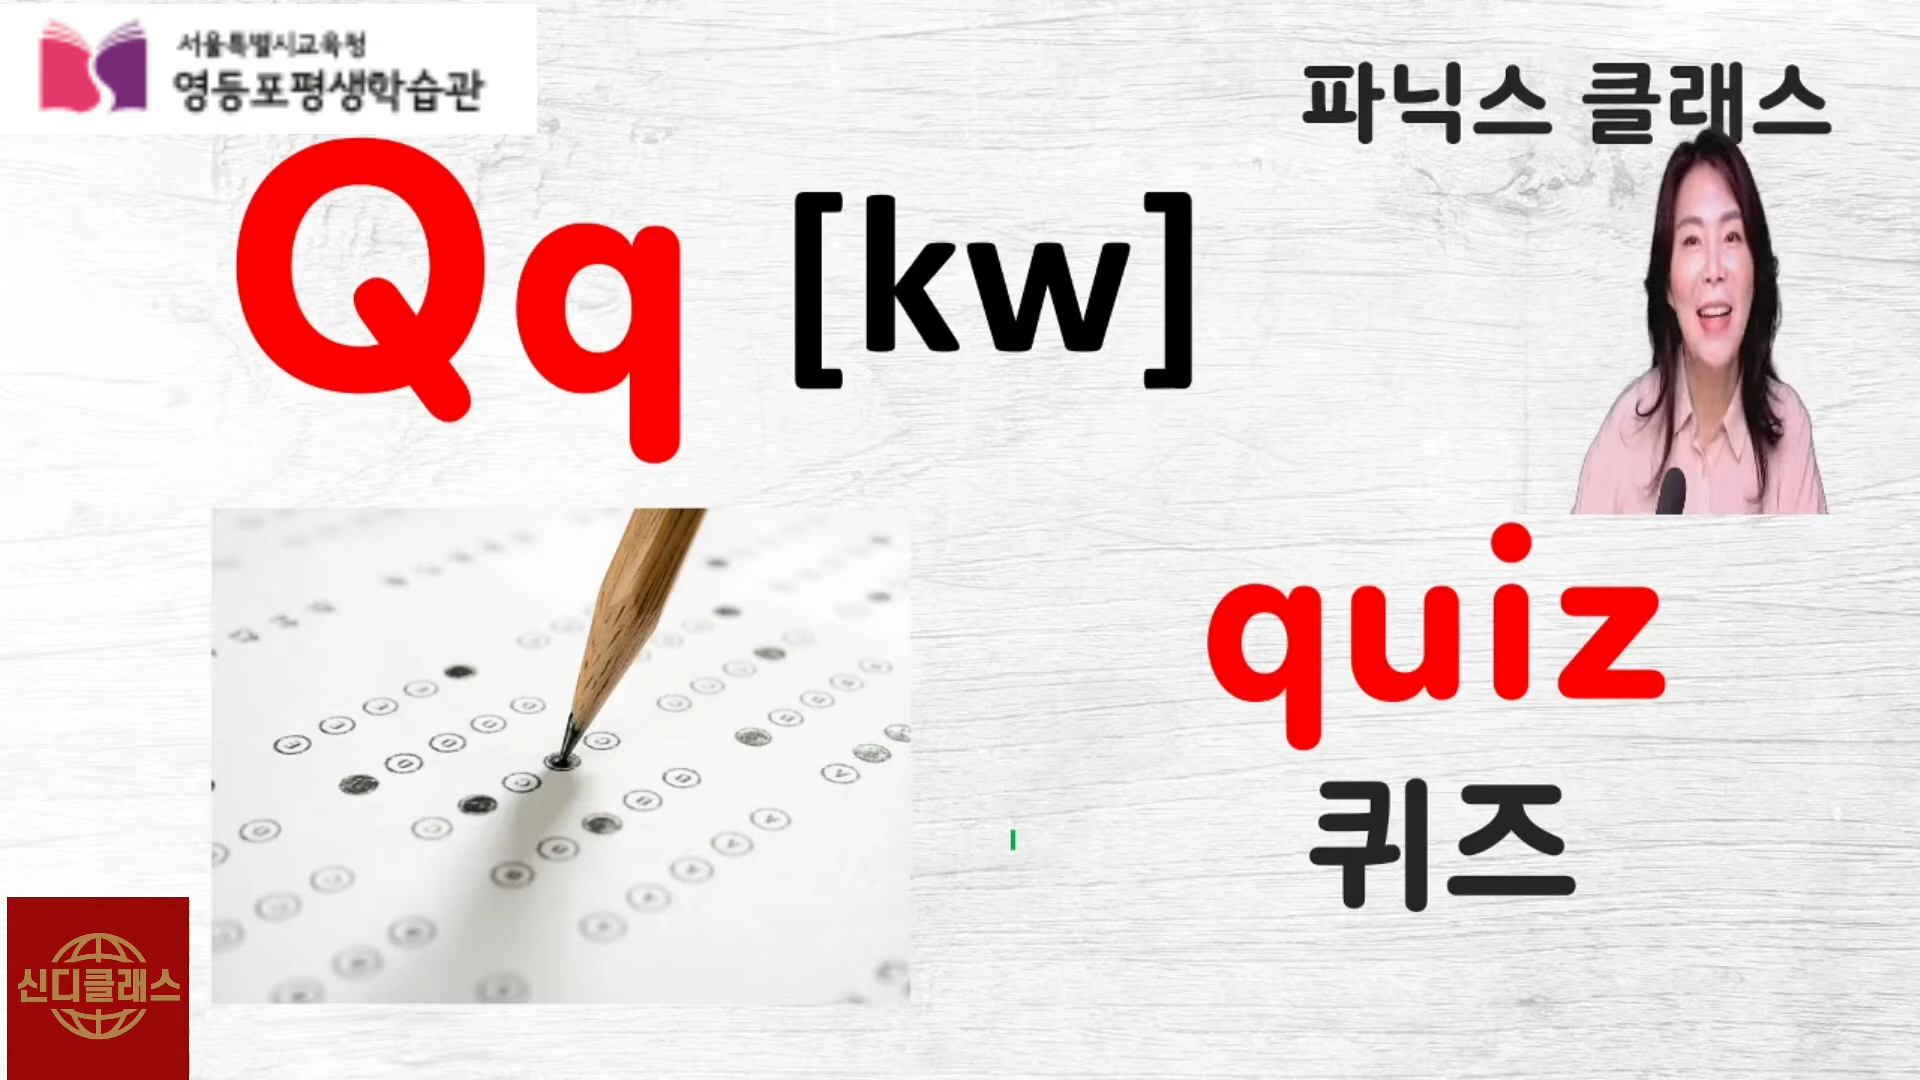 서울특별시교육청
영등포평생학습관
파닉스 클래스
Qq [kw]
quiz
퀴즈
신디클래스